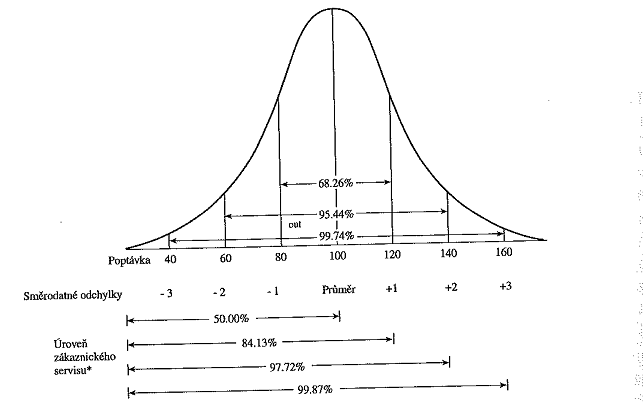 68.26%
95.44%
out
99.74%
Poptávka 40 60 80 100 120 140 160
Směrodatné odchylky - 3 - 2 - 1 Průměr +1 +2 +3
50.00%
Úroveň
zákaznického
servisu*
84.13%
97.72%
99.87%